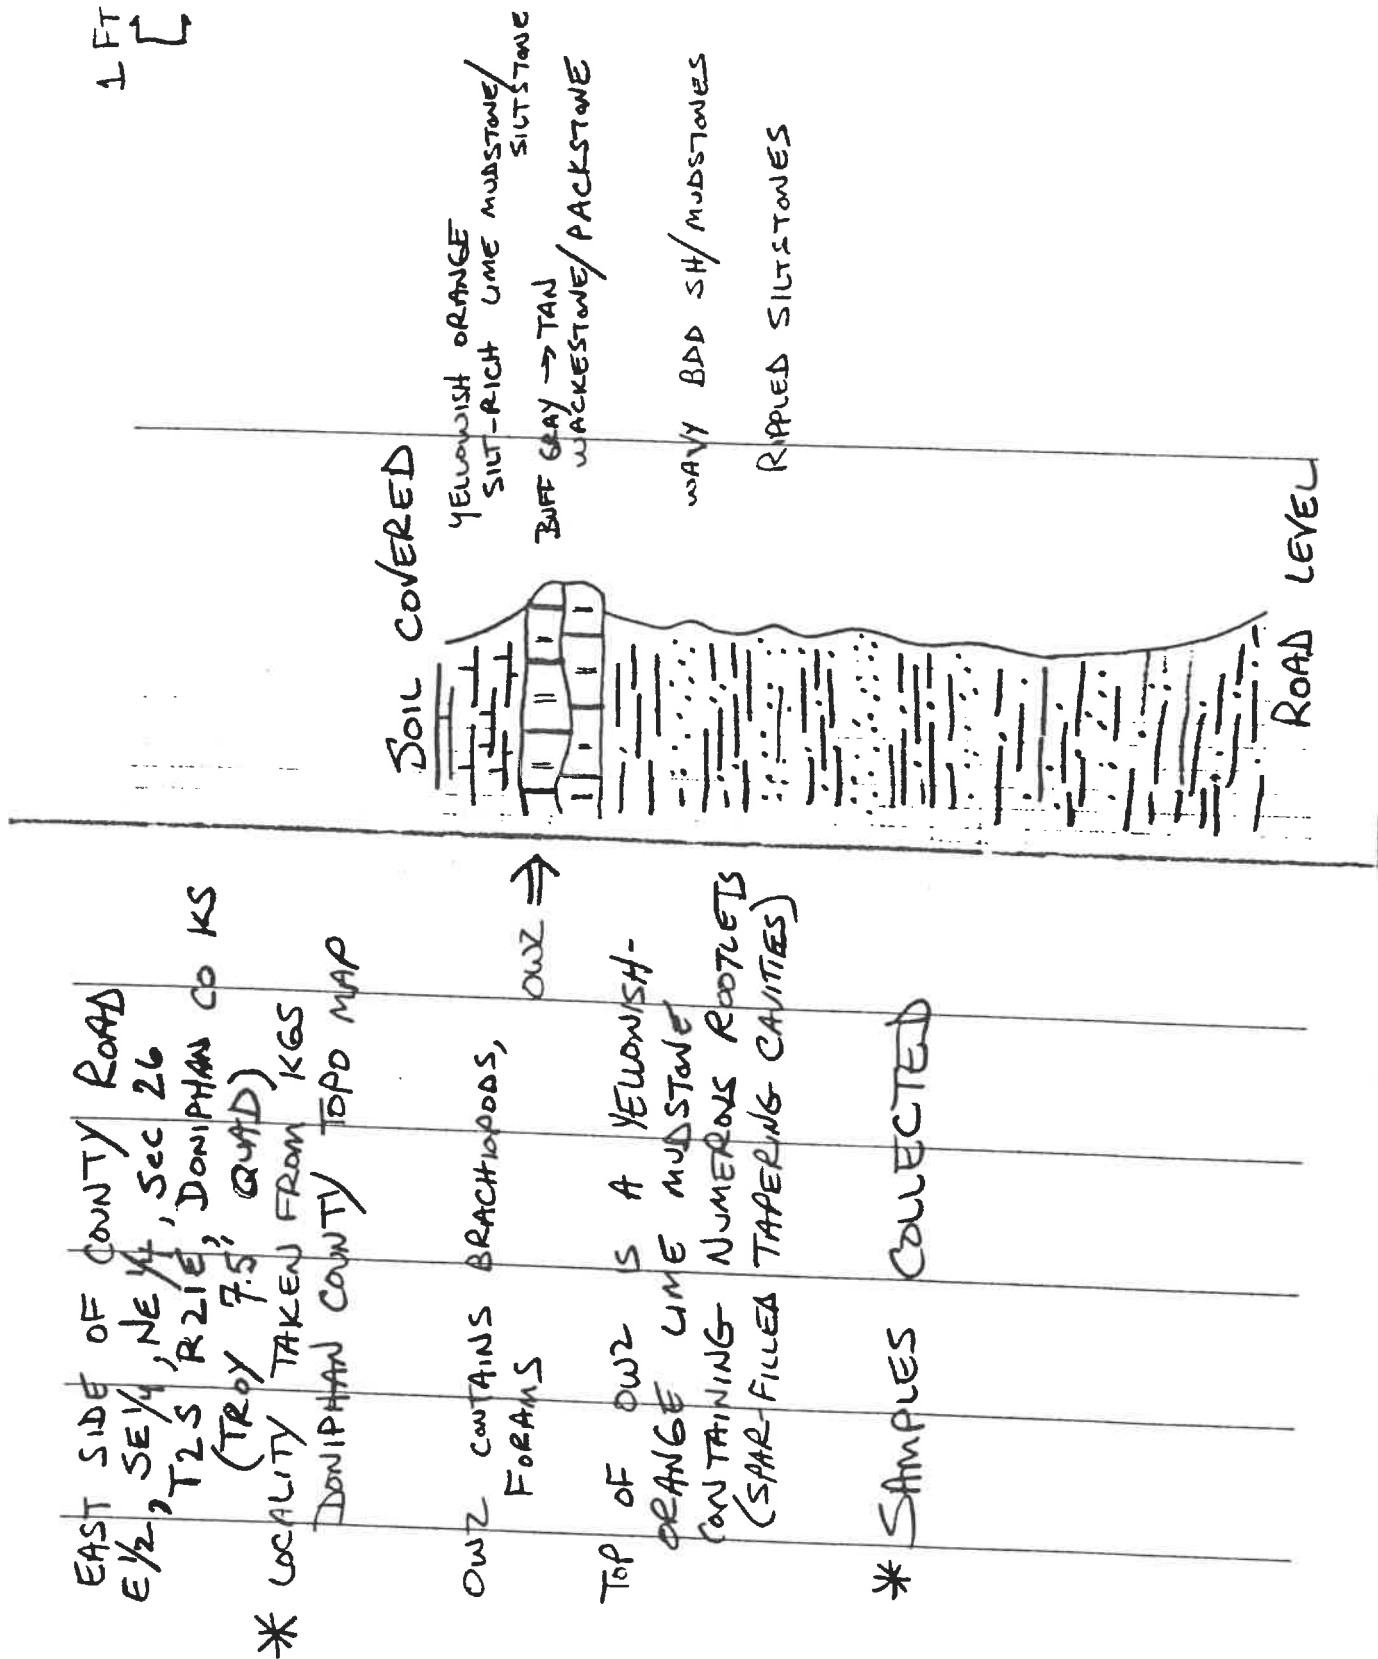 EAST SIDE OF COUNTY ROAD
E½, SE¼, NE¼, SEC 26
T2S R21E, DONIPHAN CO KS
(TROY 7.5' QUAD)
* LOCALITY TAKEN FROM KGS
DONIPHAN COUNTY TOPO MAP
OWZ CONTAINS BRACHIOPODS,
FORAMS
OWZ ⇒
TOP OF OWZ IS A YELLOWISH-
ORANGE LIME MUDSTONE
CONTAINING NUMEROUS ROOTLETS
(SPAR-FILLED TAPERING CAVITIES)
* SAMPLES COLLECTED
1 FT
SOIL COVERED
YELLOWISH ORANGE
SILT-RICH LIME MUDSTONE/
SILTSTONE
BUFF GRAY → TAN
WACKESTONE/PACKSTONE
WAVY BDD SH/MUDSTONES
RIPPLED SILTSTONES
ROAD LEVEL